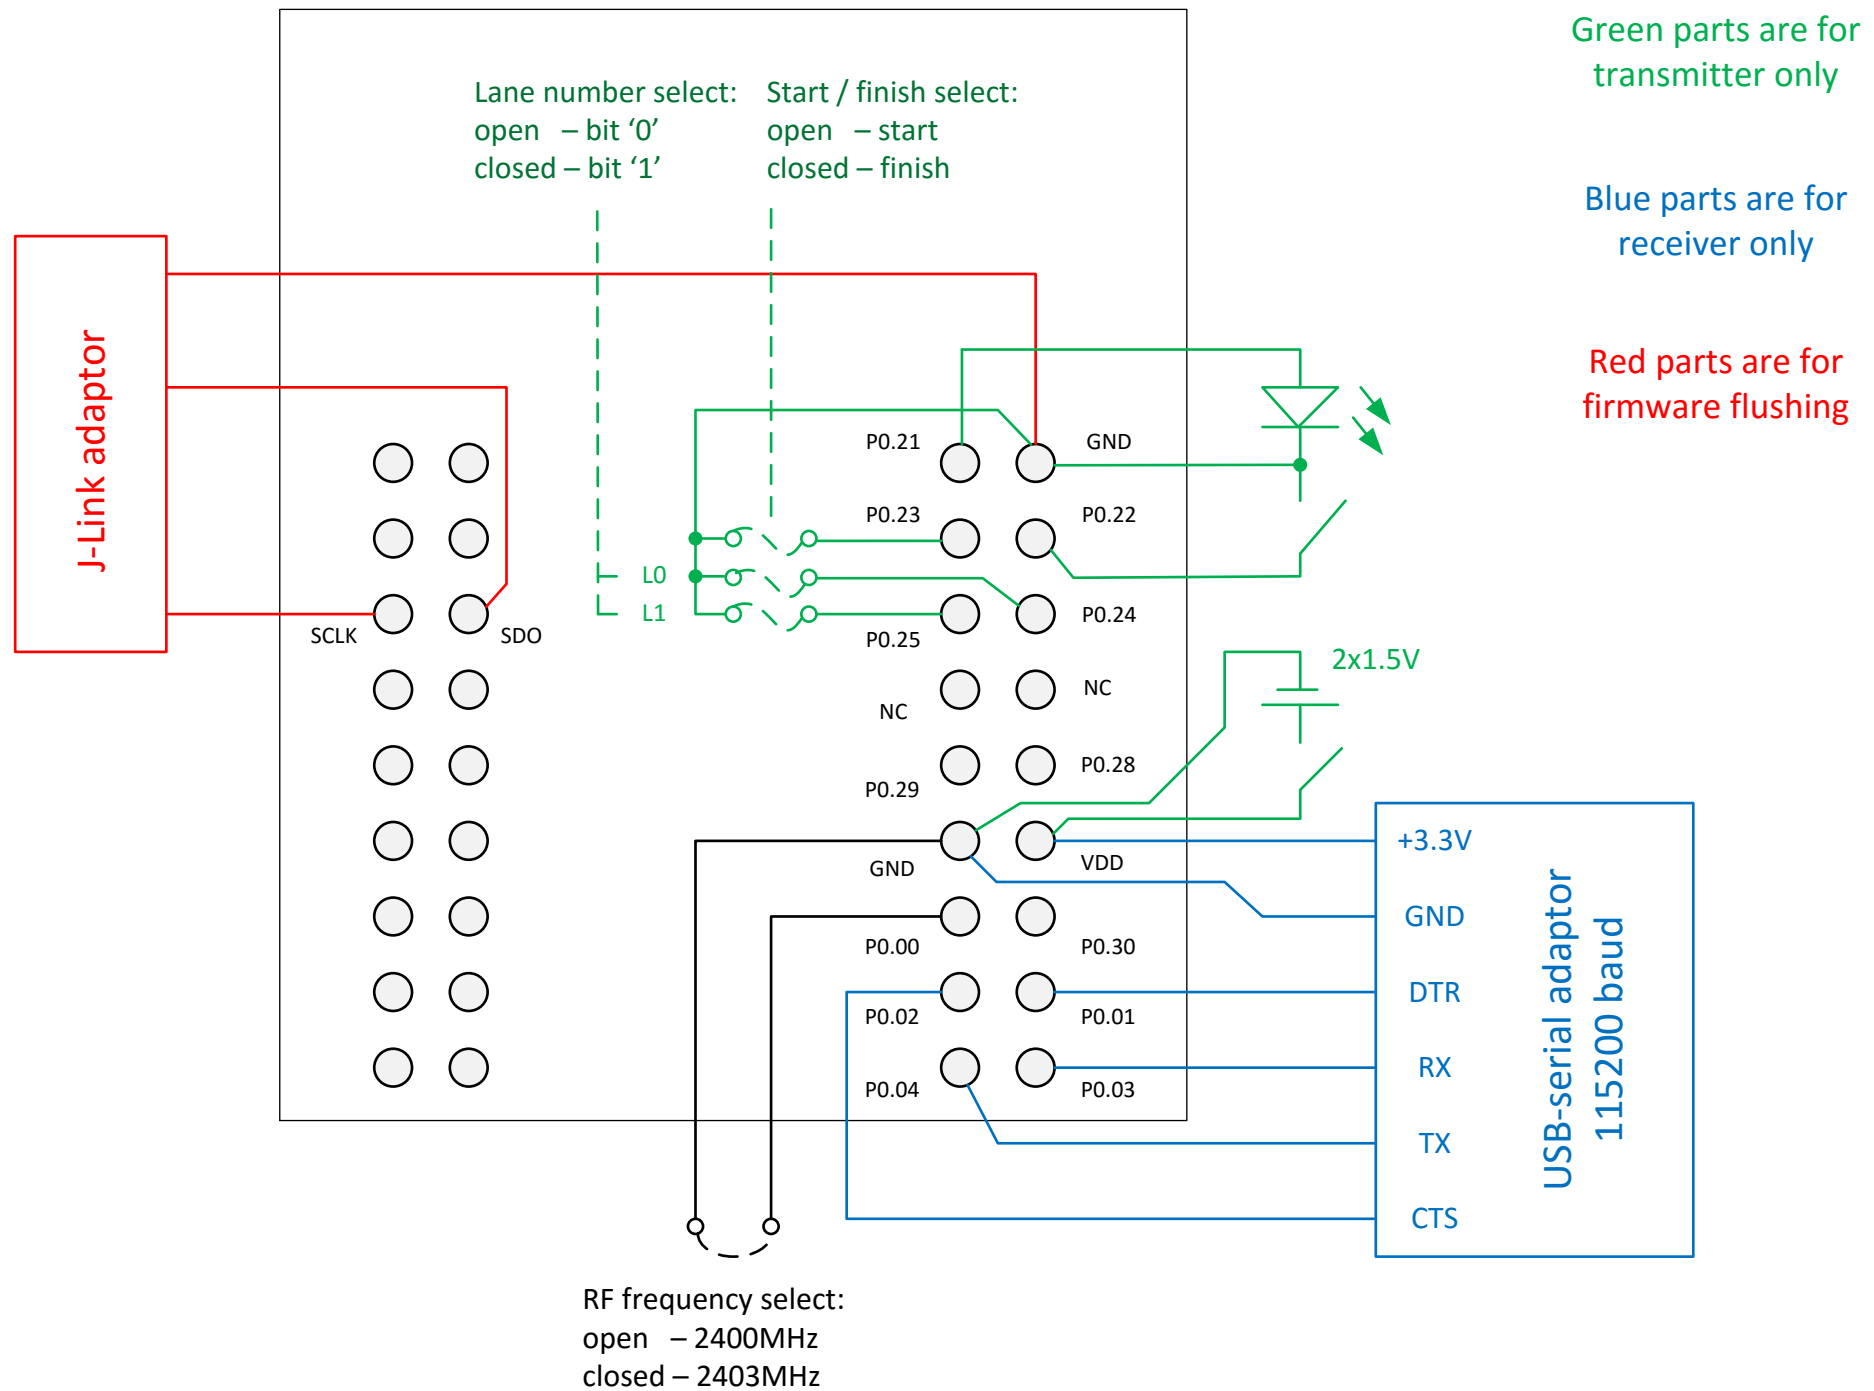 Green parts are for
transmitter only
Lane number select:
open – bit ‘0’
closed – bit ‘1’
Start / finish select:
open – start
closed – finish
Blue parts are for
receiver only
Red parts are for
firmware flushing
J-Link adaptor
P0.21
GND
P0.23
P0.22
L0
L1
SCLK
SDO
P0.25
P0.24
2x1.5V
NC
NC
P0.29
P0.28
GND
VDD
P0.00
P0.30
P0.02
P0.01
P0.04
P0.03
+3.3V
GND
DTR
RX
TX
CTS
USB-serial adaptor
115200 baud
RF frequency select:
open – 2400MHz
closed – 2403MHz